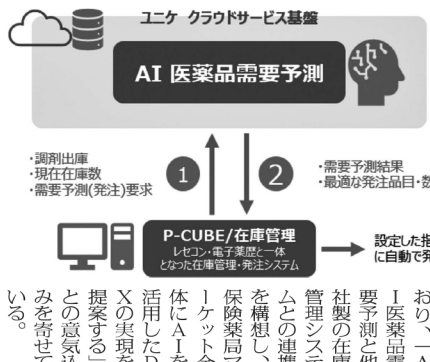 ユニケ クラウドサービス基盤
AI 医薬品需要予測
・調剤出庫
・現在在庫数
・需要予測(発注)要求
1
2
・需要予測結果
・最適な発注品目・数
P-CUBE/在庫管理
レセコン・電子薬歴と一体
となった在庫管理・発注システム
設定した指
に自動で発
おり、一A
I医薬品需
要予測と他
社製の在庫
管理システ
ムとの連携
を構想し、
保険薬局マ
ーケット全
体にAIを
活用したD
Xの実現を
提案する」
との意気込
みを寄せて
いる。